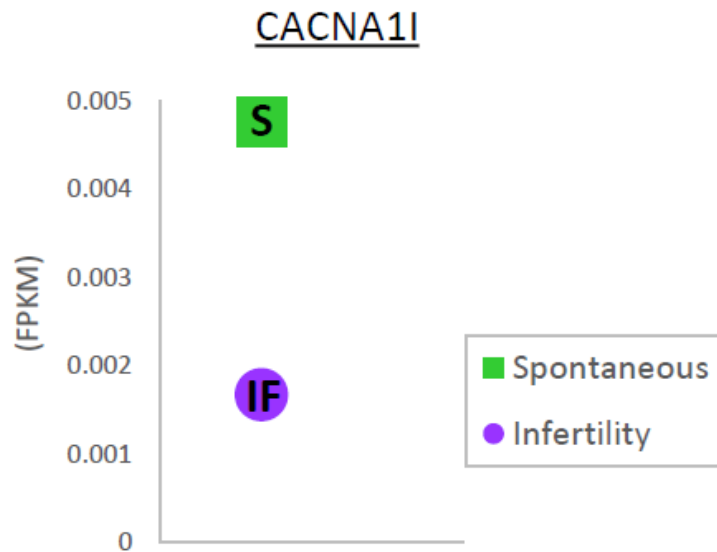 CACNA1I
0.005
S
0.004
0.003
(FPKM)
0.002
Spontaneous
IF
Infertility
0.001
0